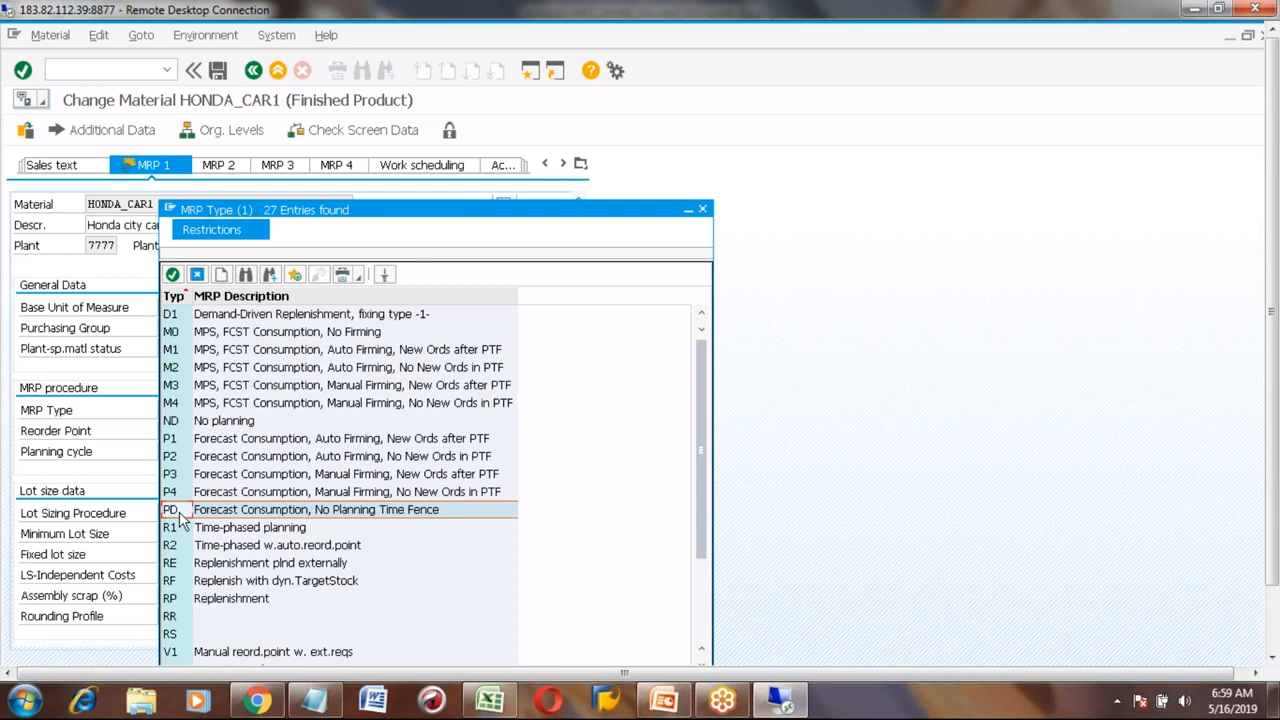 183.82.112.39:8877 - Remote Desktop Connection
Material Edit Goto Environment System Help
Change Material HONDA_CAR1 (Finished Product)
Additional Data Org. Levels Check Screen Data
Sales text MRP 1 MRP 2 MRP 3 MRP 4 Work scheduling Ac...
Material HONDA_CAR1
Descr. Honda city ca
Plant 7777 Plant
General Data
Base Unit of Measure
Purchasing Group
Plant-sp.matl status
MRP procedure
MRP Type
Reorder Point
Planning cycle
Lot size data
Lot Sizing Procedure
Minimum Lot Size
Fixed lot size
LS-Independent Costs
Assembly scrap (%)
Rounding Profile
MRP Type (1) 27 Entries found
Restrictions
Typ MRP Description
D1 Demand-Driven Replenishment, fixing type -1-
M0 MPS, FCST Consumption, No Firming
M1 MPS, FCST Consumption, Auto Firming, New Ords after PTF
M2 MPS, FCST Consumption, Auto Firming, No New Ords in PTF
M3 MPS, FCST Consumption, Manual Firming, New Ords after PTF
M4 MPS, FCST Consumption, Manual Firming, No New Ords in PTF
ND No planning
P1 Forecast Consumption, Auto Firming, New Ords after PTF
P2 Forecast Consumption, Auto Firming, No New Ords in PTF
P3 Forecast Consumption, Manual Firming, New Ords after PTF
P4 Forecast Consumption, Manual Firming, No New Ords in PTF
PD Forecast Consumption, No Planning Time Fence
R1 Time-phased planning
R2 Time-phased w.auto.reord.point
RE Replenishment plnd externally
RF Replenish with dyn.TargetStock
RP Replenishment
RR
RS
V1 Manual reord.point w. ext.reqs
6:59 AM
5/16/2019